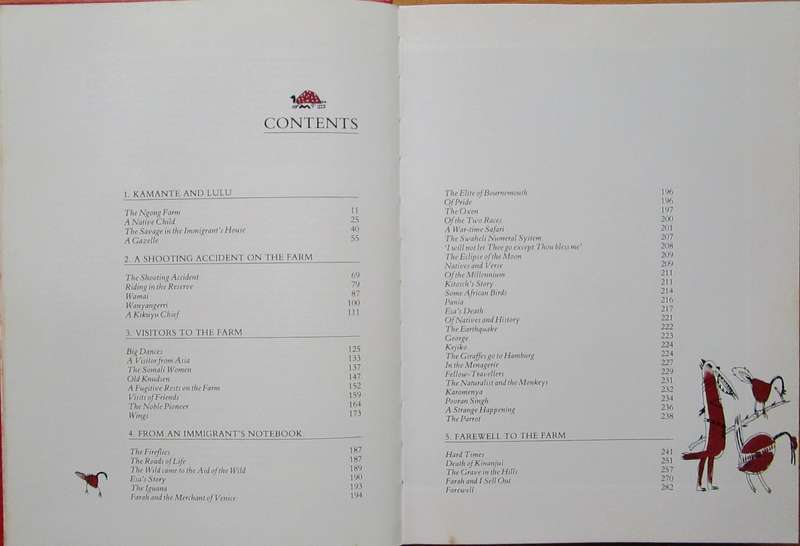 CONTENTS
1. KAMANTE AND LULU
The Ngong Farm 11
A Native Child 25
The Savage in the Immigrant's House 40
A Gazelle 55
2. A SHOOTING ACCIDENT ON THE FARM
The Shooting Accident 69
Riding in the Reserve 79
Wamai 87
Wanyangerri 100
A Kikuyu Chief 111
3. VISITORS TO THE FARM
Big Dances 125
A Visitor from Asia 133
The Somali Women 137
Old Knudsen 147
A Fugitive Rests on the Farm 152
Visits of Friends 159
The Noble Pioneer 164
Wings 173
4. FROM AN IMMIGRANT'S NOTEBOOK
The Fireflies 187
The Roads of Life 187
The Wild came to the Aid of the Wild 189
Esa's Story 190
The Iguana 193
Farah and the Merchant of Venice 194
The Elite of Bournemouth 196
Of Pride 196
The Oxen 197
Of the Two Races 200
A War-time Safari 201
The Swaheli Numeral System 207
'I will not let Thee go except Thou bless me' 208
The Eclipse of the Moon 209
Natives and Verse 209
Of the Millennium 211
Kitosch's Story 211
Some African Birds 214
Pania 216
Esa's Death 217
Of Natives and History 221
The Earthquake 222
George 223
Kejiko 224
The Giraffes go to Hamburg 224
In the Menagerie 227
Fellow-Travellers 229
The Naturalist and the Monkeys 231
Karomenya 232
Pooran Singh 234
A Strange Happening 236
The Parrot 238
5. FAREWELL TO THE FARM
Hard Times 241
Death of Kinanjui 251
The Grave in the Hills 257
Farah and I Sell Out 270
Farewell 282